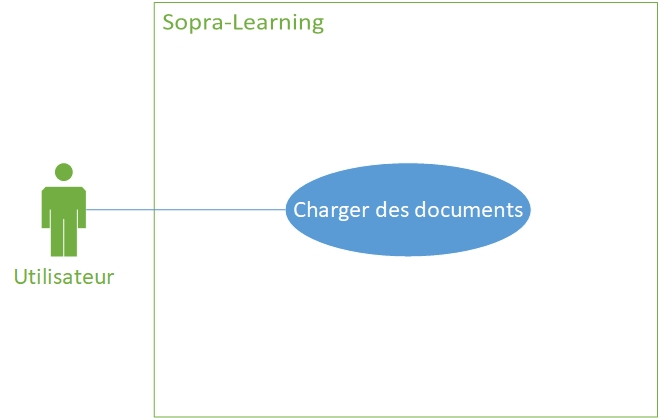 Sopra-Learning
Charger des documents
Utilisateur